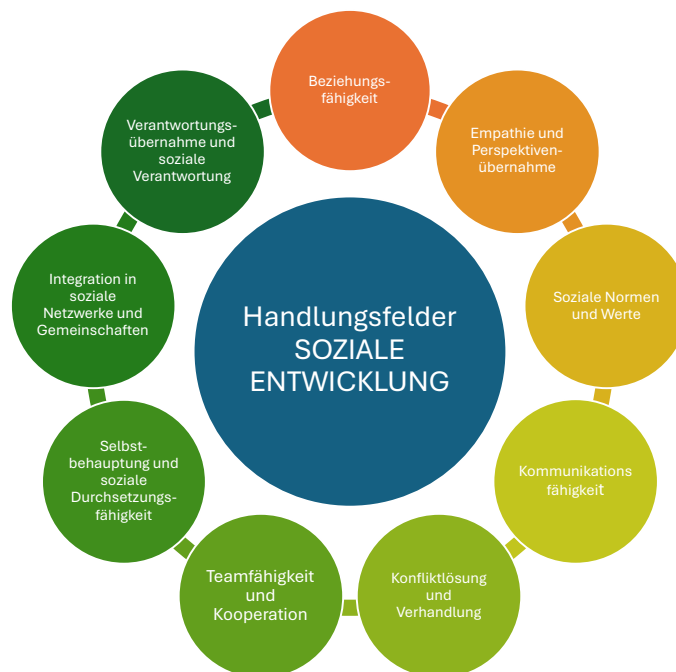 Beziehungs-
fähigkeit
Empathie und
Perspektiven-
übernahme
Soziale Normen
und Werte
Kommunikations
fähigkeit
Konfliktlösung
und
Verhandlung
Teamfähigkeit
und
Kooperation
Selbst-
behauptung und
soziale
Durchsetzungs-
fähigkeit
Integration in
soziale
Netzwerke und
Gemeinschaften
Verantwortungs-
übernahme und
soziale
Verantwortung
Handlungsfelder
SOZIALE
ENTWICKLUNG